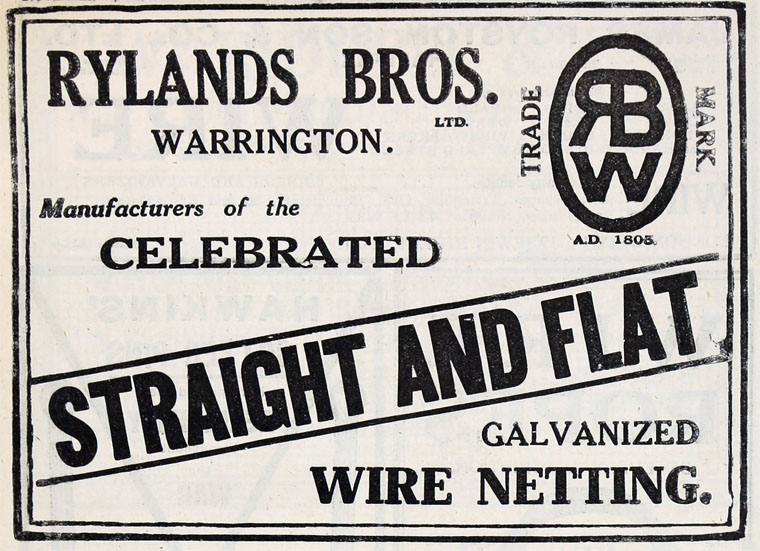 RYLANDS BROS.
LTD.
WARRINGTON.
TRADE
RBW
MARK
A.D. 1805.
Manufacturers of the
CELEBRATED
STRAIGHT AND FLAT
GALVANIZED
WIRE NETTING.